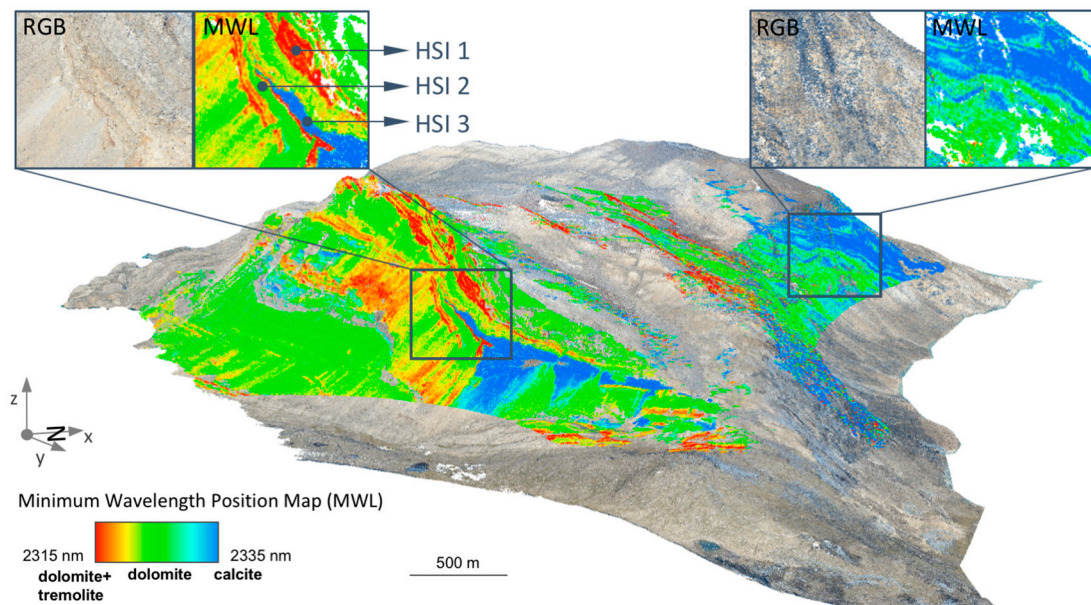 RGB
MWL
HSI 1
HSI 2
HSI 3
RGB
MWL
z
N
x
y
Minimum Wavelength Position Map (MWL)
2315 nm
2335 nm
dolomite+
tremolite
dolomite
calcite
500 m